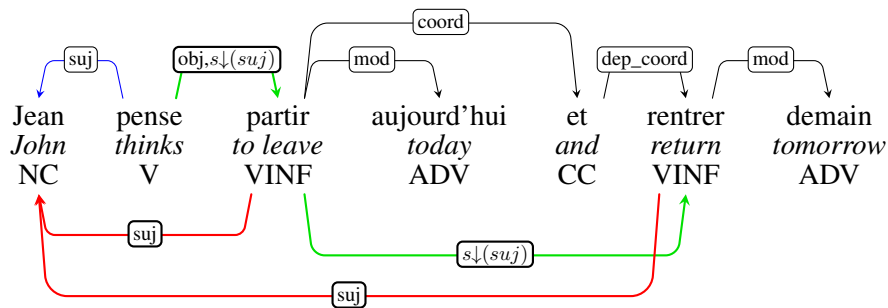 coord
suj obj,s↓(suj) mod dep_coord mod
Jean pense partir aujourd'hui et rentrer demain
John thinks to leave today and return tomorrow
NC V VINF ADV CC VINF ADV
suj
s↓(suj)
suj